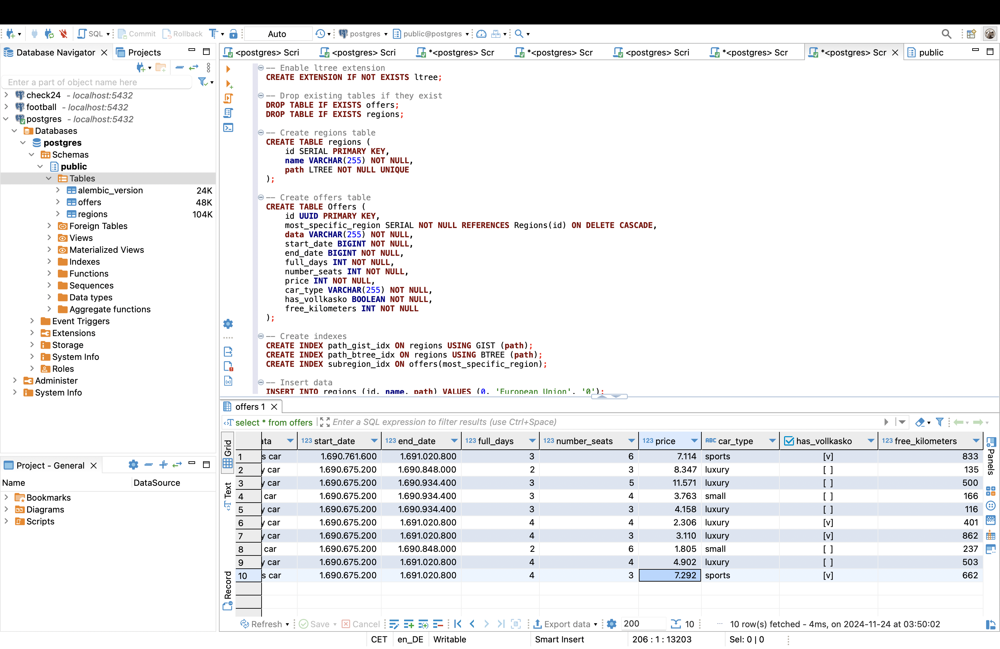 SQL Commit Rollback Auto postgres public@postgres
Database Navigator Projects
Enter a part of object name here
check24 - localhost:5432
football - localhost:5432
postgres - localhost:5432
Databases
postgres
Schemas
public
Tables
alembic_version 24K
offers 48K
regions 104K
Foreign Tables
Views
Materialized Views
Indexes
Functions
Sequences
Data types
Aggregate functions
Event Triggers
Extensions
Storage
System Info
Roles
Administer
System Info
Project - General
Name DataSource
Bookmarks
Diagrams
Scripts
<postgres> Scri <postgres> Scri *<postgres> Scr *<postgres> Scr <postgres> Scri *<postgres> Scr *<postgres> Scr public
-- Enable ltree extension
CREATE EXTENSION IF NOT EXISTS ltree;
-- Drop existing tables if they exist
DROP TABLE IF EXISTS offers;
DROP TABLE IF EXISTS regions;
-- Create regions table
CREATE TABLE regions (
id SERIAL PRIMARY KEY,
name VARCHAR(255) NOT NULL,
path LTREE NOT NULL UNIQUE
);
-- Create offers table
CREATE TABLE Offers (
id UUID PRIMARY KEY,
most_specific_region SERIAL NOT NULL REFERENCES Regions(id) ON DELETE CASCADE,
data VARCHAR(255) NOT NULL,
start_date BIGINT NOT NULL,
end_date BIGINT NOT NULL,
full_days INT NOT NULL,
number_seats INT NOT NULL,
price INT NOT NULL,
car_type VARCHAR(255) NOT NULL,
has_vollkasko BOOLEAN NOT NULL,
free_kilometers INT NOT NULL
);
-- Create indexes
CREATE INDEX path_gist_idx ON regions USING GIST (path);
CREATE INDEX path_btree_idx ON regions USING BTREE (path);
CREATE INDEX subregion_idx ON offers(most_specific_region);
-- Insert data
INSERT INTO regions (id, name, path) VALUES (0, 'European Union', '0');
offers 1
select * from offers Enter a SQL expression to filter results (use Ctrl+Space)
Grid
Text
Record
Panels
ata 123 start_date 123 end_date 123 full_days 123 number_seats 123 price ABC car_type has_vollkasko 123 free_kilometers
1 s car 1.690.761.600 1.691.020.800 3 6 7.114 sports [v] 833
2 y car 1.690.675.200 1.690.848.000 2 3 8.347 luxury [ ] 135
3 y car 1.690.675.200 1.690.934.400 3 5 11.571 luxury [ ] 500
4 car 1.690.675.200 1.690.934.400 3 4 3.763 small [ ] 166
5 y car 1.690.675.200 1.690.934.400 3 3 4.158 luxury [ ] 116
6 y car 1.690.675.200 1.691.020.800 4 4 2.306 luxury [v] 401
7 y car 1.690.675.200 1.691.020.800 4 3 3.110 luxury [v] 862
8 car 1.690.675.200 1.690.848.000 2 6 1.805 small [ ] 237
9 y car 1.690.675.200 1.691.020.800 4 4 4.902 luxury [ ] 503
10 s car 1.690.675.200 1.691.020.800 4 3 7.292 sports [v] 662
Refresh Save Cancel Export data 200 10 ... 10 row(s) fetched - 4ms, on 2024-11-24 at 03:50:02
CET en_DE Writable Smart Insert 206 : 1 : 13203 Sel: 0 | 0